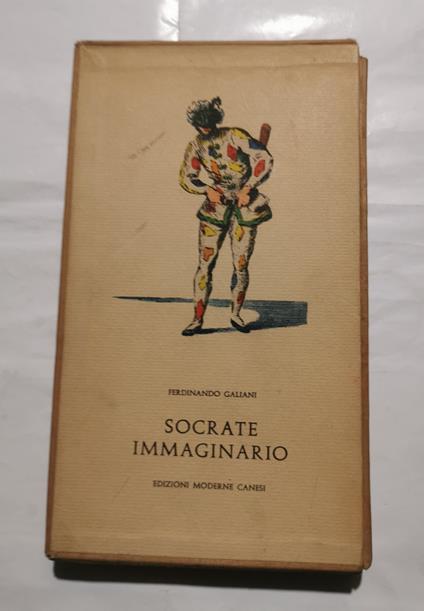 FERDINANDO GALIANI
SOCRATE
IMMAGINARIO
EDIZIONI MODERNE CANESI